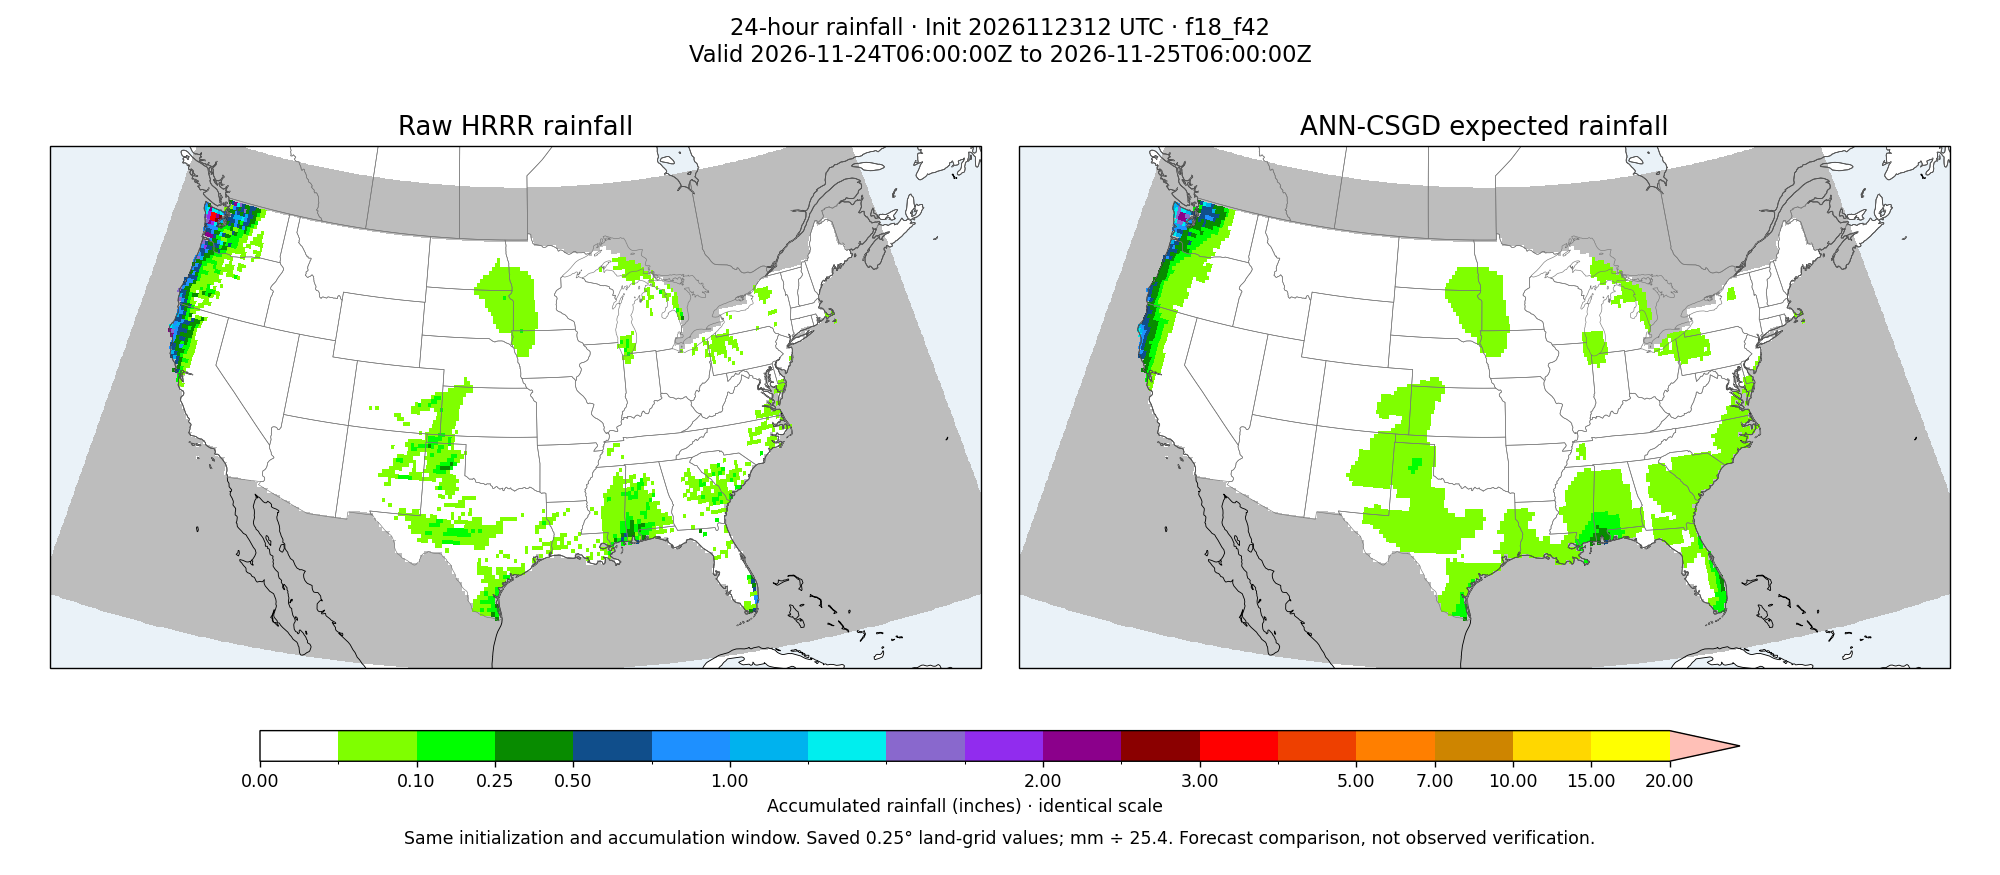 24-hour rainfall · Init 2026112312 UTC · f18_f42
Valid 2026-11-24T06:00:00Z to 2026-11-25T06:00:00Z
Raw HRRR rainfall
ANN-CSGD expected rainfall
0.00 0.10 0.25 0.50 1.00 2.00 3.00 5.00 7.00 10.00 15.00 20.00
Accumulated rainfall (inches) · identical scale
Same initialization and accumulation window. Saved 0.25° land-grid values; mm ÷ 25.4. Forecast comparison, not observed verification.